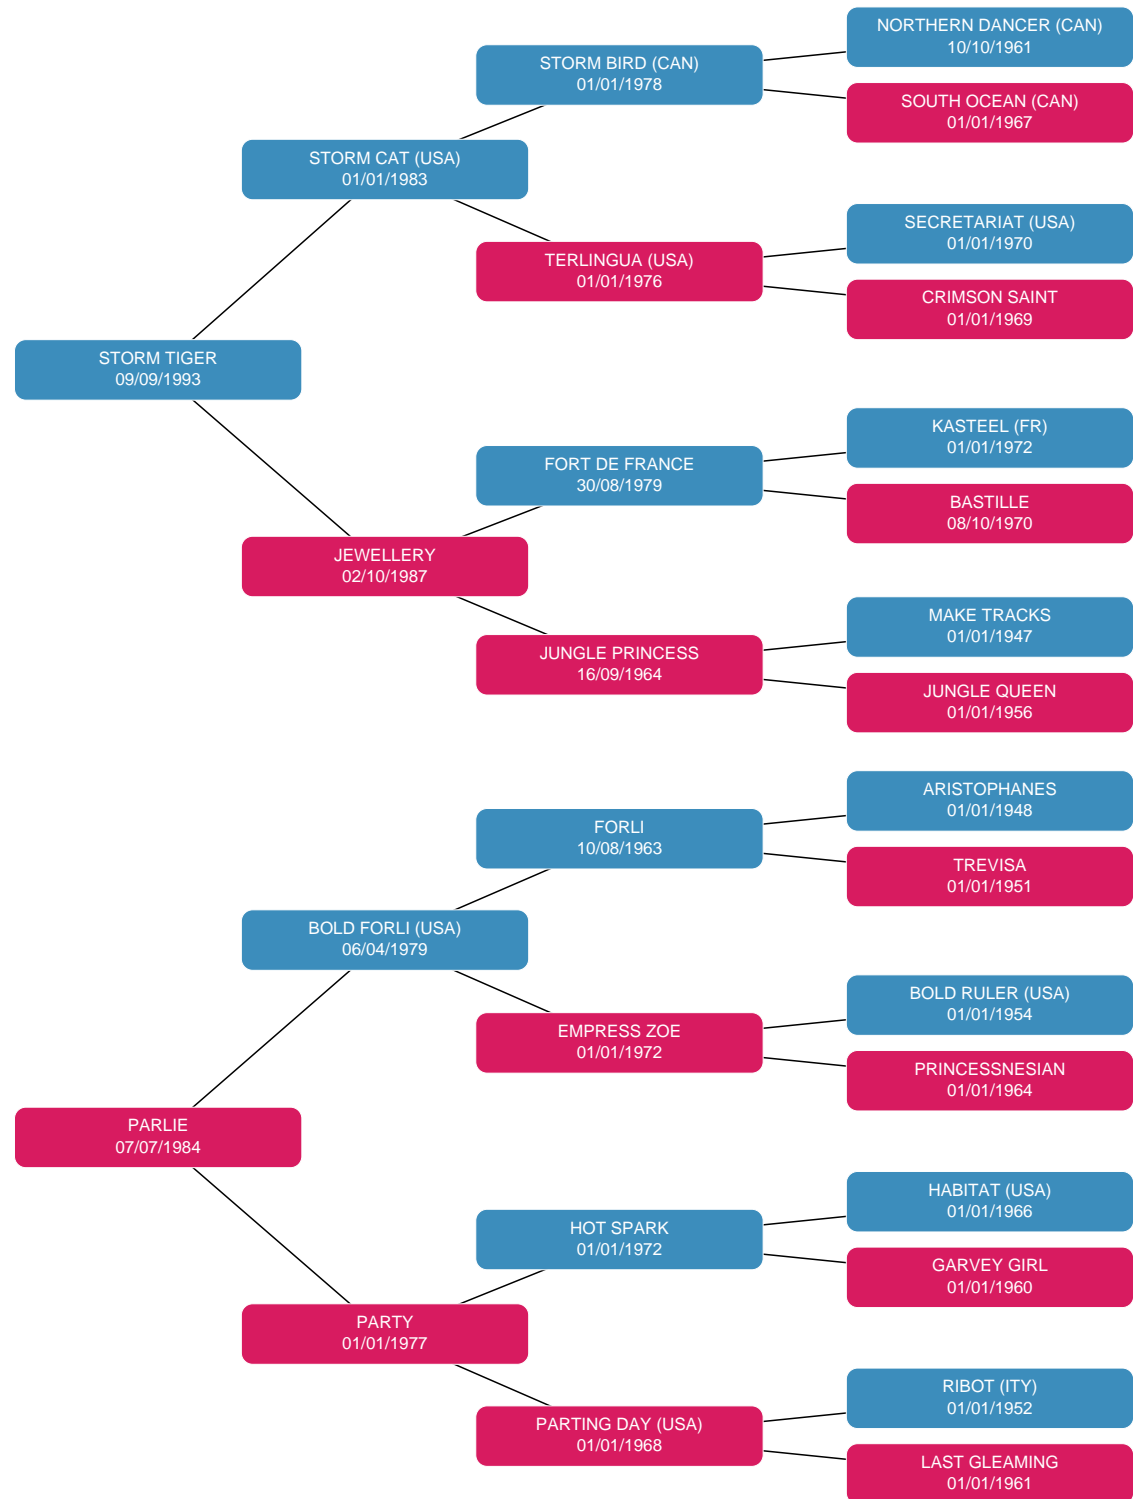 NORTHERN DANCER (CAN)
10/10/1961
STORM BIRD (CAN)
01/01/1978
SOUTH OCEAN (CAN)
01/01/1967
STORM CAT (USA)
01/01/1983
SECRETARIAT (USA)
01/01/1970
TERLINGUA (USA)
01/01/1976
CRIMSON SAINT
01/01/1969
STORM TIGER
09/09/1993
KASTEEL (FR)
01/01/1972
FORT DE FRANCE
30/08/1979
BASTILLE
08/10/1970
JEWELLERY
02/10/1987
MAKE TRACKS
01/01/1947
JUNGLE PRINCESS
16/09/1964
JUNGLE QUEEN
01/01/1956
ARISTOPHANES
01/01/1948
FORLI
10/08/1963
TREVISA
01/01/1951
BOLD FORLI (USA)
06/04/1979
BOLD RULER (USA)
01/01/1954
EMPRESS ZOE
01/01/1972
PRINCESSNESIAN
01/01/1964
PARLIE
07/07/1984
HABITAT (USA)
01/01/1966
HOT SPARK
01/01/1972
GARVEY GIRL
01/01/1960
PARTY
01/01/1977
RIBOT (ITY)
01/01/1952
PARTING DAY (USA)
01/01/1968
LAST GLEAMING
01/01/1961